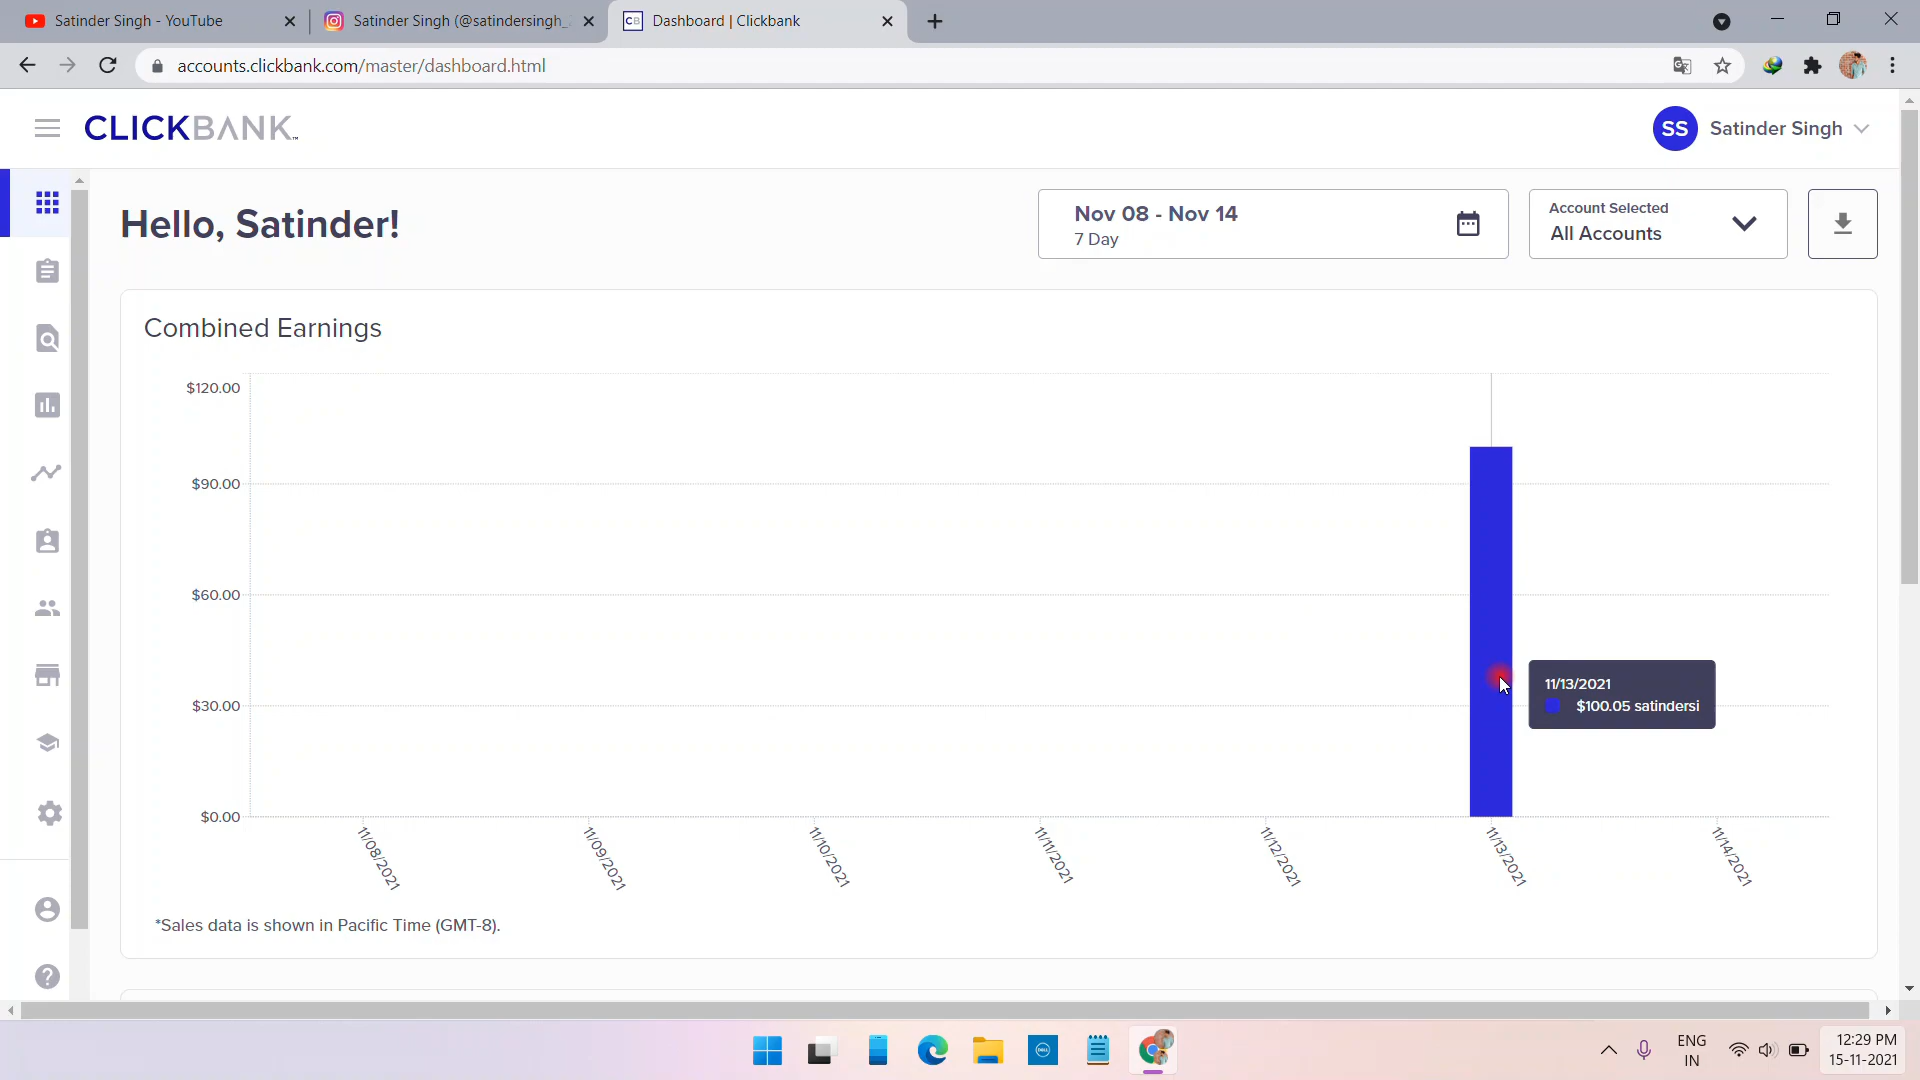 Satinder Singh - YouTube
Satinder Singh (@satindersingh_
Dashboard | Clickbank
accounts.clickbank.com/master/dashboard.html
CLICKBANK
SS Satinder Singh
Hello, Satinder!
Nov 08 - Nov 14
7 Day
Account Selected
All Accounts
Combined Earnings
$120.00
$90.00
$60.00
$30.00
$0.00
11/13/2021
$100.05 satindersi
11/08/2021
11/09/2021
11/10/2021
11/11/2021
11/12/2021
11/13/2021
11/14/2021
*Sales data is shown in Pacific Time (GMT-8).
ENG
IN
12:29 PM
15-11-2021